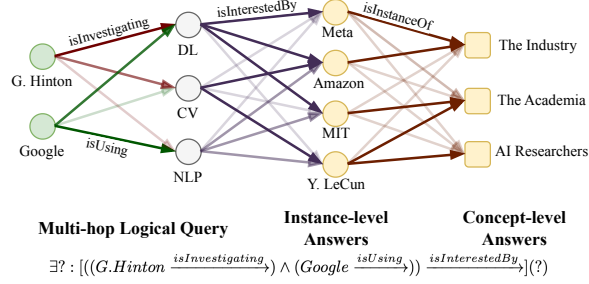 isInvestigating
isInterestedBy
isInstanceOf
G. Hinton
Google
isUsing
DL
CV
NLP
Meta
Amazon
MIT
Y. LeCun
The Industry
The Academia
AI Researchers
Multi-hop Logical Query
Instance-level
Answers
Concept-level
Answers
∃? : [((G.Hinton —isInvestigating→) ∧ (Google —isUsing→)) —isInterestedBy→](?)